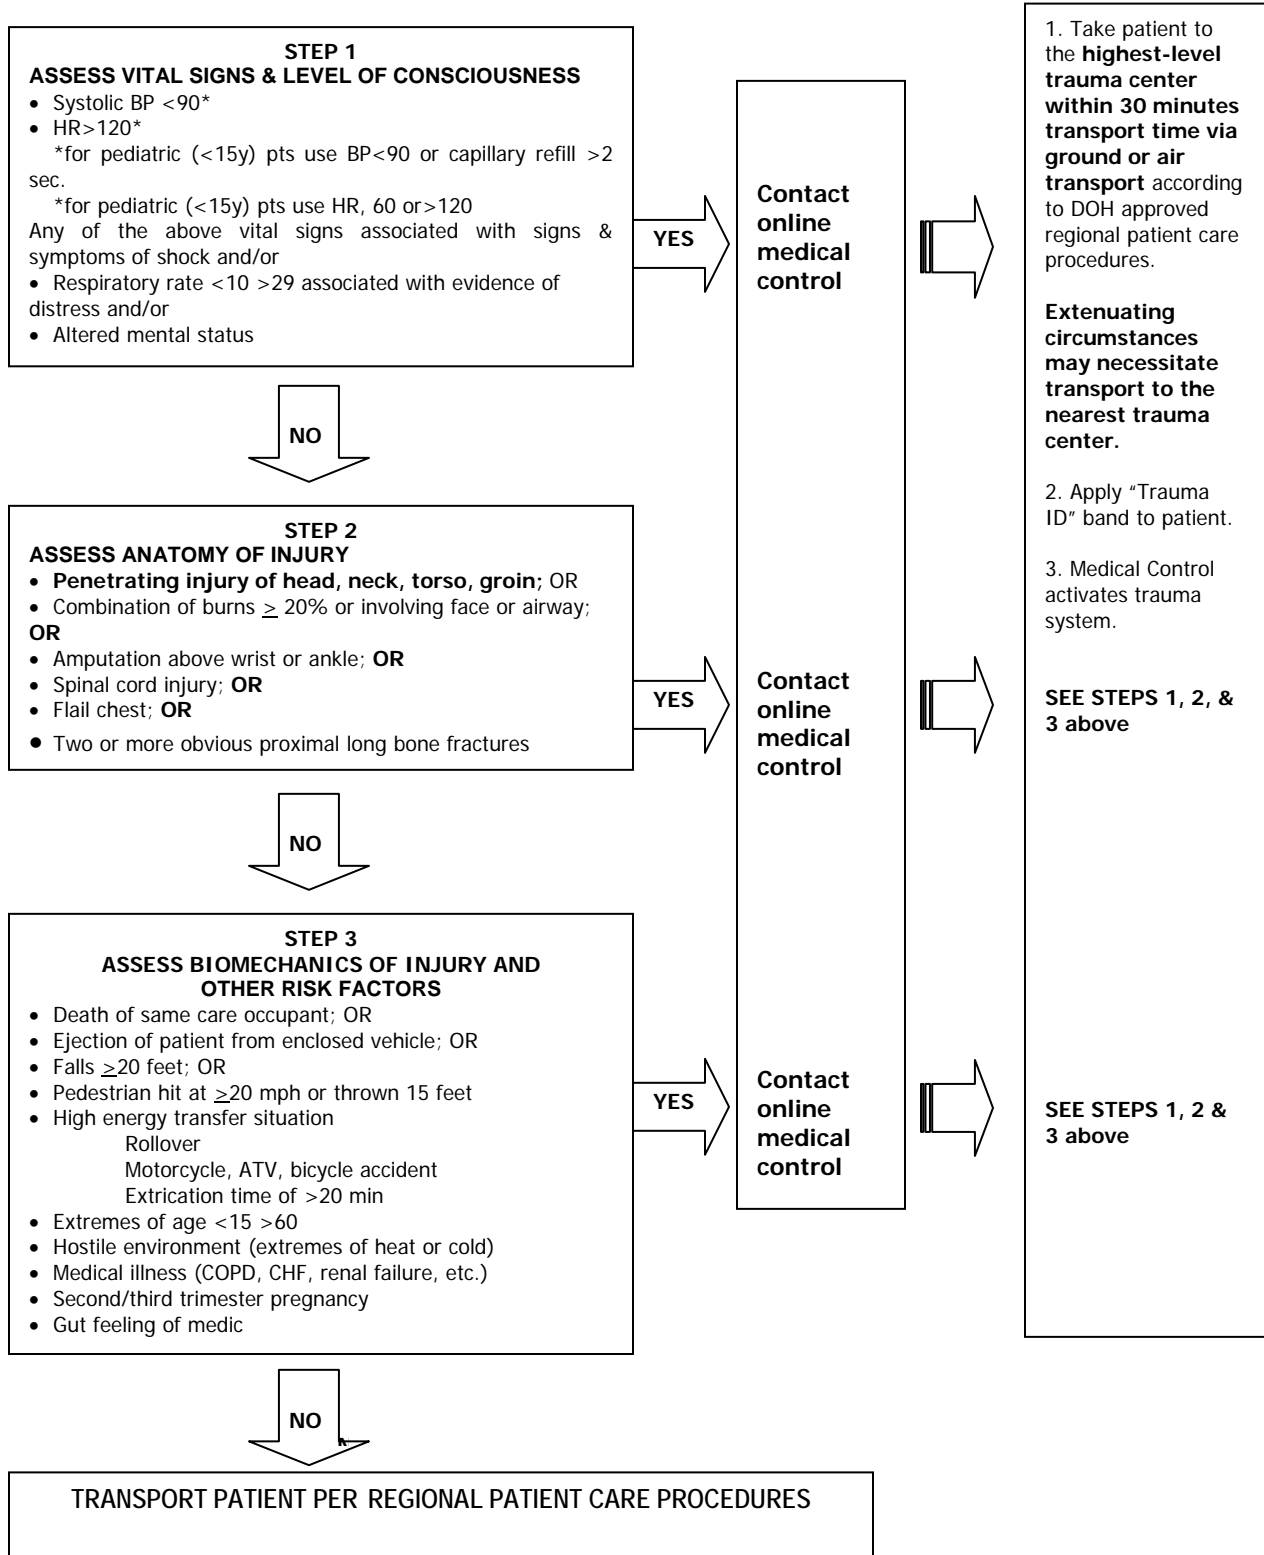 STEP 1
ASSESS VITAL SIGNS & LEVEL OF CONSCIOUSNESS
• Systolic BP <90*
• HR>120*
*for pediatric (<15y) pts use BP<90 or capillary refill >2
sec.
*for pediatric (<15y) pts use HR, 60 or>120
Any of the above vital signs associated with signs &
symptoms of shock and/or
• Respiratory rate <10 >29 associated with evidence of
distress and/or
• Altered mental status
YES
Contact
online
medical
control
1. Take patient to
the highest-level
trauma center
within 30 minutes
transport time via
ground or air
transport according
to DOH approved
regional patient care
procedures.
Extenuating
circumstances
may necessitate
transport to the
nearest trauma
center.
2. Apply “Trauma
ID” band to patient.
3. Medical Control
activates trauma
system.
NO
STEP 2
ASSESS ANATOMY OF INJURY
• Penetrating injury of head, neck, torso, groin; OR
• Combination of burns ≥ 20% or involving face or airway;
OR
• Amputation above wrist or ankle; OR
• Spinal cord injury; OR
• Flail chest; OR
• Two or more obvious proximal long bone fractures
YES
Contact
online
medical
control
SEE STEPS 1, 2, &
3 above
NO
STEP 3
ASSESS BIOMECHANICS OF INJURY AND
OTHER RISK FACTORS
• Death of same care occupant; OR
• Ejection of patient from enclosed vehicle; OR
• Falls ≥20 feet; OR
• Pedestrian hit at ≥20 mph or thrown 15 feet
• High energy transfer situation
Rollover
Motorcycle, ATV, bicycle accident
Extrication time of >20 min
• Extremes of age <15 >60
• Hostile environment (extremes of heat or cold)
• Medical illness (COPD, CHF, renal failure, etc.)
• Second/third trimester pregnancy
• Gut feeling of medic
YES
Contact
online
medical
control
SEE STEPS 1, 2 &
3 above
NO
TRANSPORT PATIENT PER REGIONAL PATIENT CARE PROCEDURES